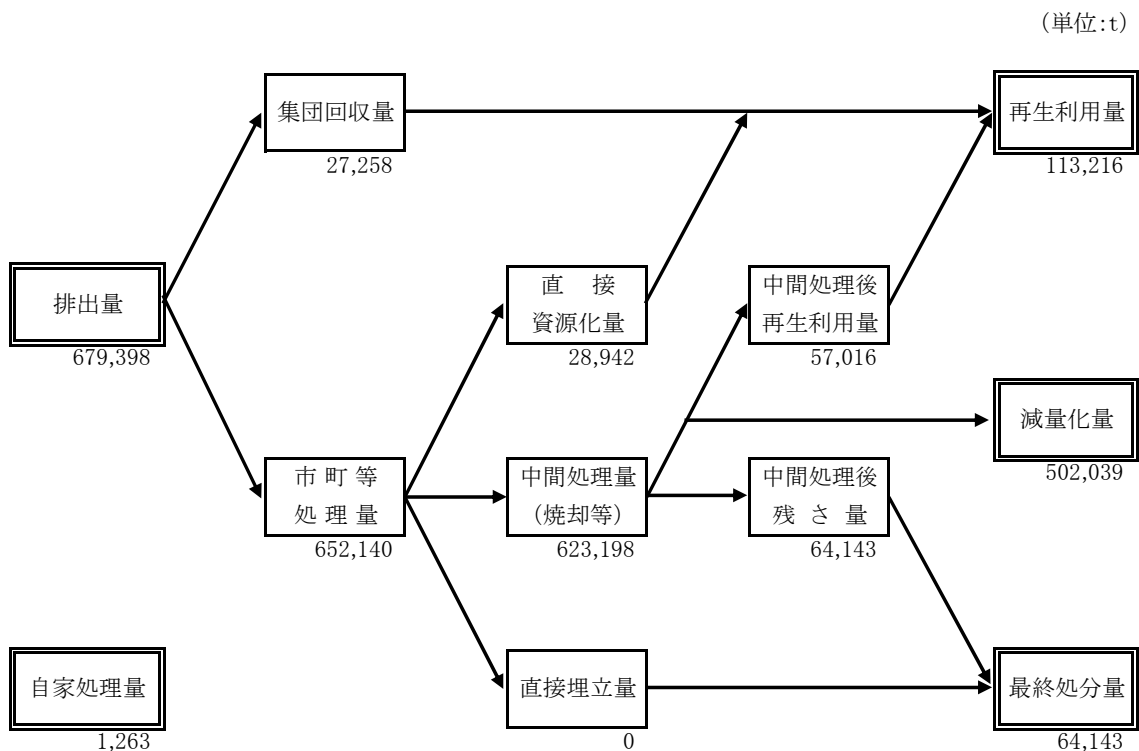 （単位:t）
集団回収量
27,258
再生利用量
113,216
排出量
679,398
直　接
資源化量
28,942
中間処理後
再生利用量
57,016
減量化量
502,039
市 町 等
処 理 量
652,140
中間処理量
（焼却等）
623,198
中間処理後
残 さ 量
64,143
自家処理量
1,263
直接埋立量
0
最終処分量
64,143